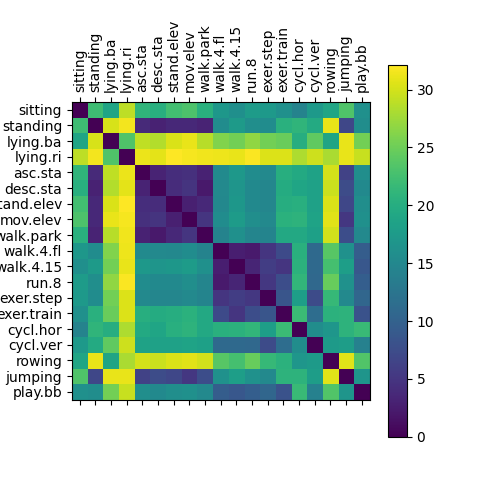 sitting standing lying.ba lying.ri asc.sta desc.sta stand.elev mov.elev walk.park walk.4.fl walk.4.15 run.8 exer.step exer.train cycl.hor cycl.ver rowing jumping play.bb
sitting
standing
lying.ba
lying.ri
asc.sta
desc.sta
tand.elev
mov.elev
walk.park
walk.4.fl
walk.4.15
run.8
exer.step
exer.train
cycl.hor
cycl.ver
rowing
jumping
play.bb
30
25
20
15
10
5
0